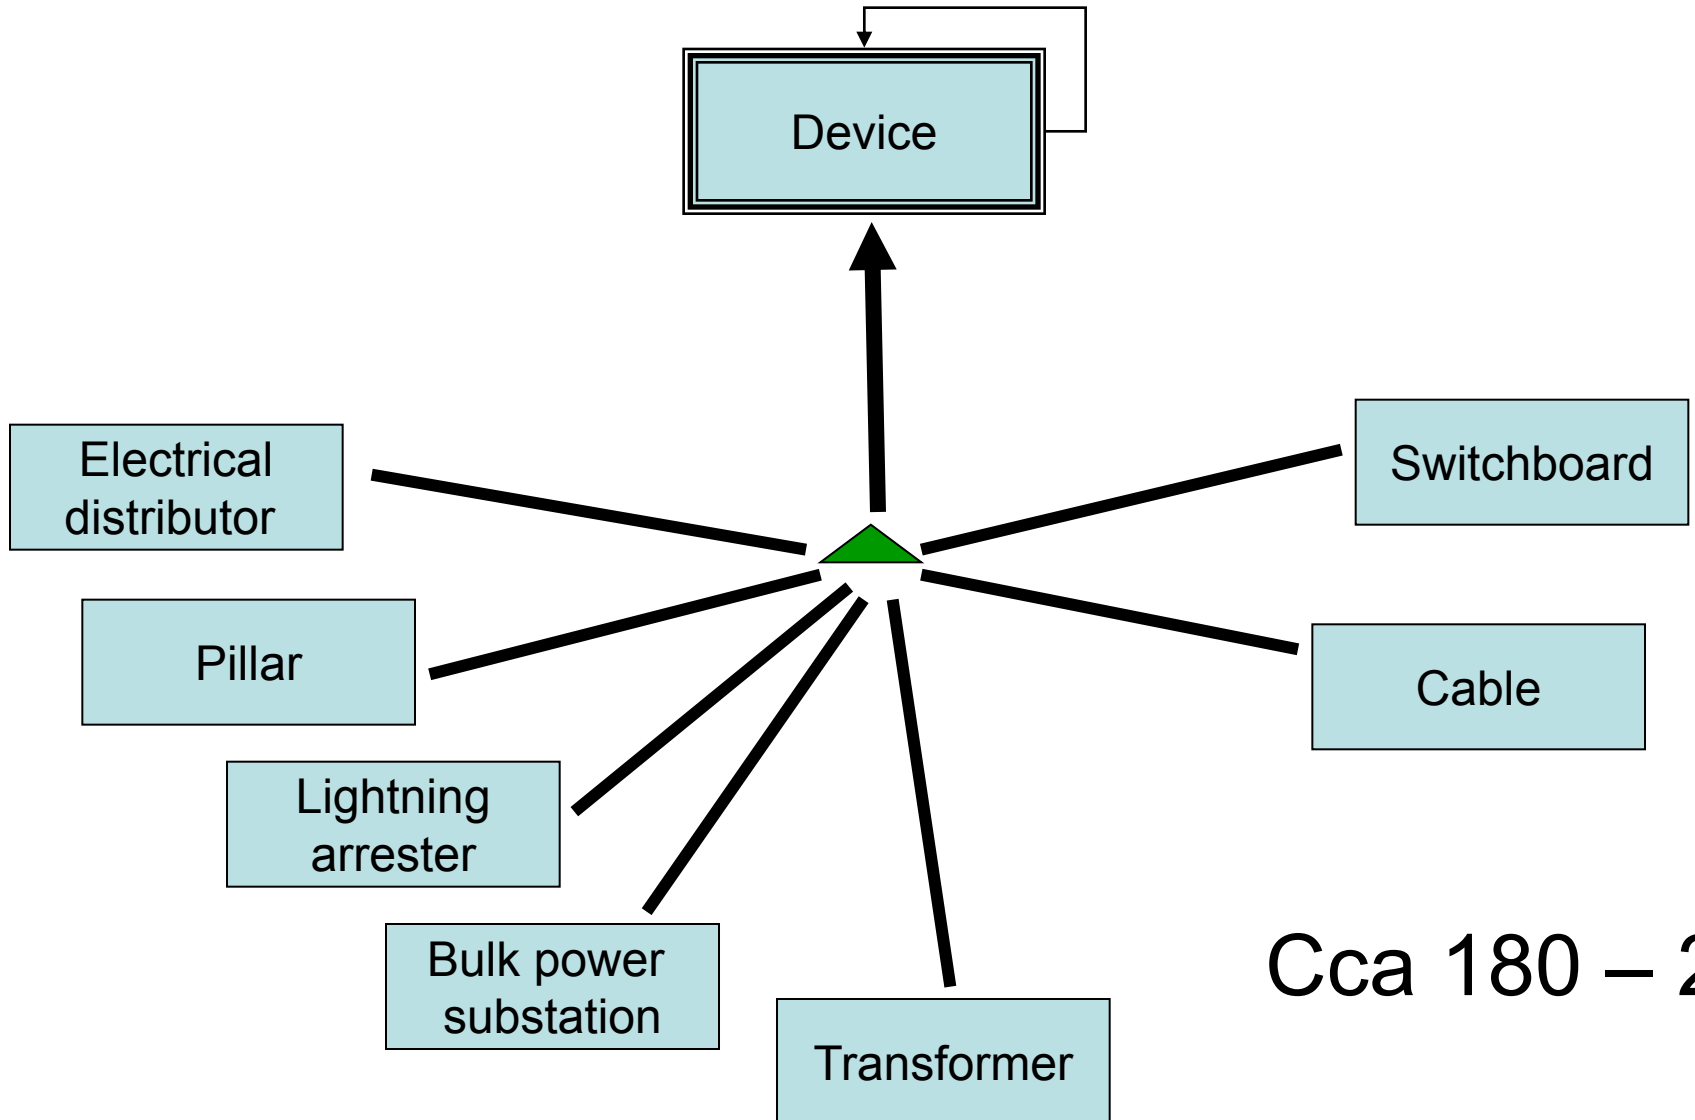 Device
Electrical
distributor
Switchboard
Pillar
Cable
Lightning
arrester
Bulk power
substation
Transformer
Cca 180 –